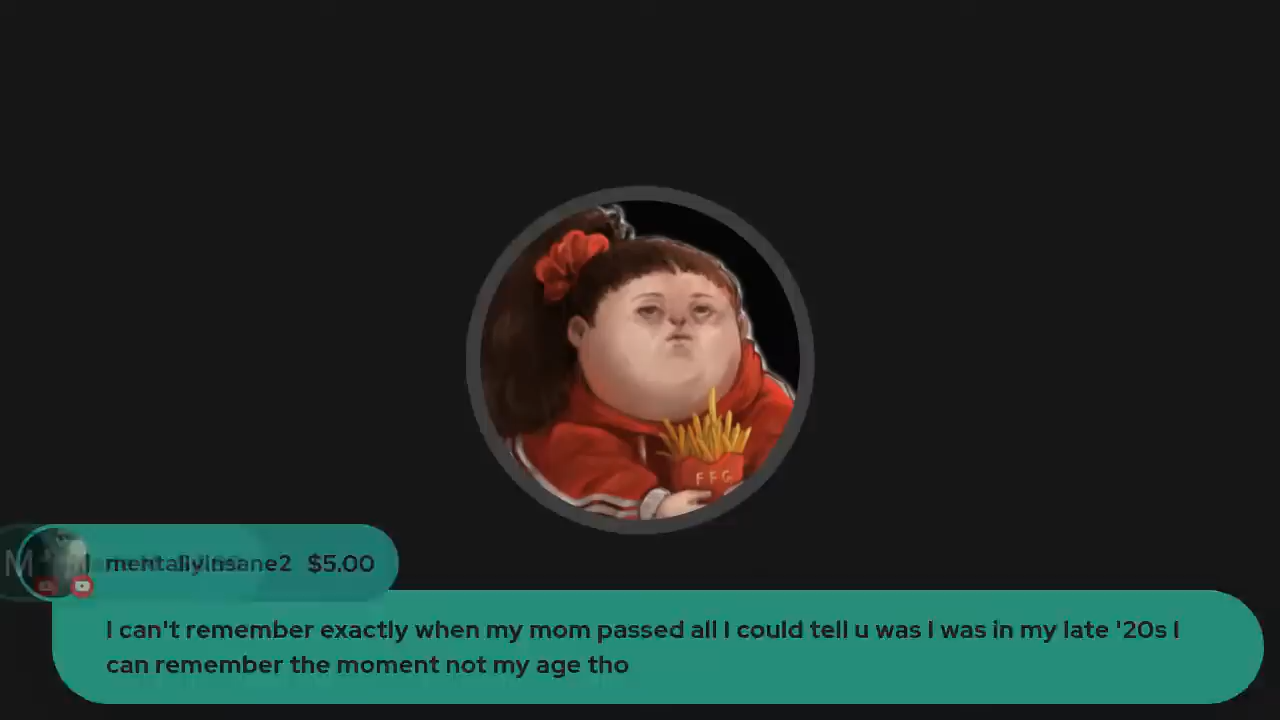 FFG
mentallyinsane2 $5.00
I can't remember exactly when my mom passed all I could tell u was I was in my late '20s I
can remember the moment not my age tho